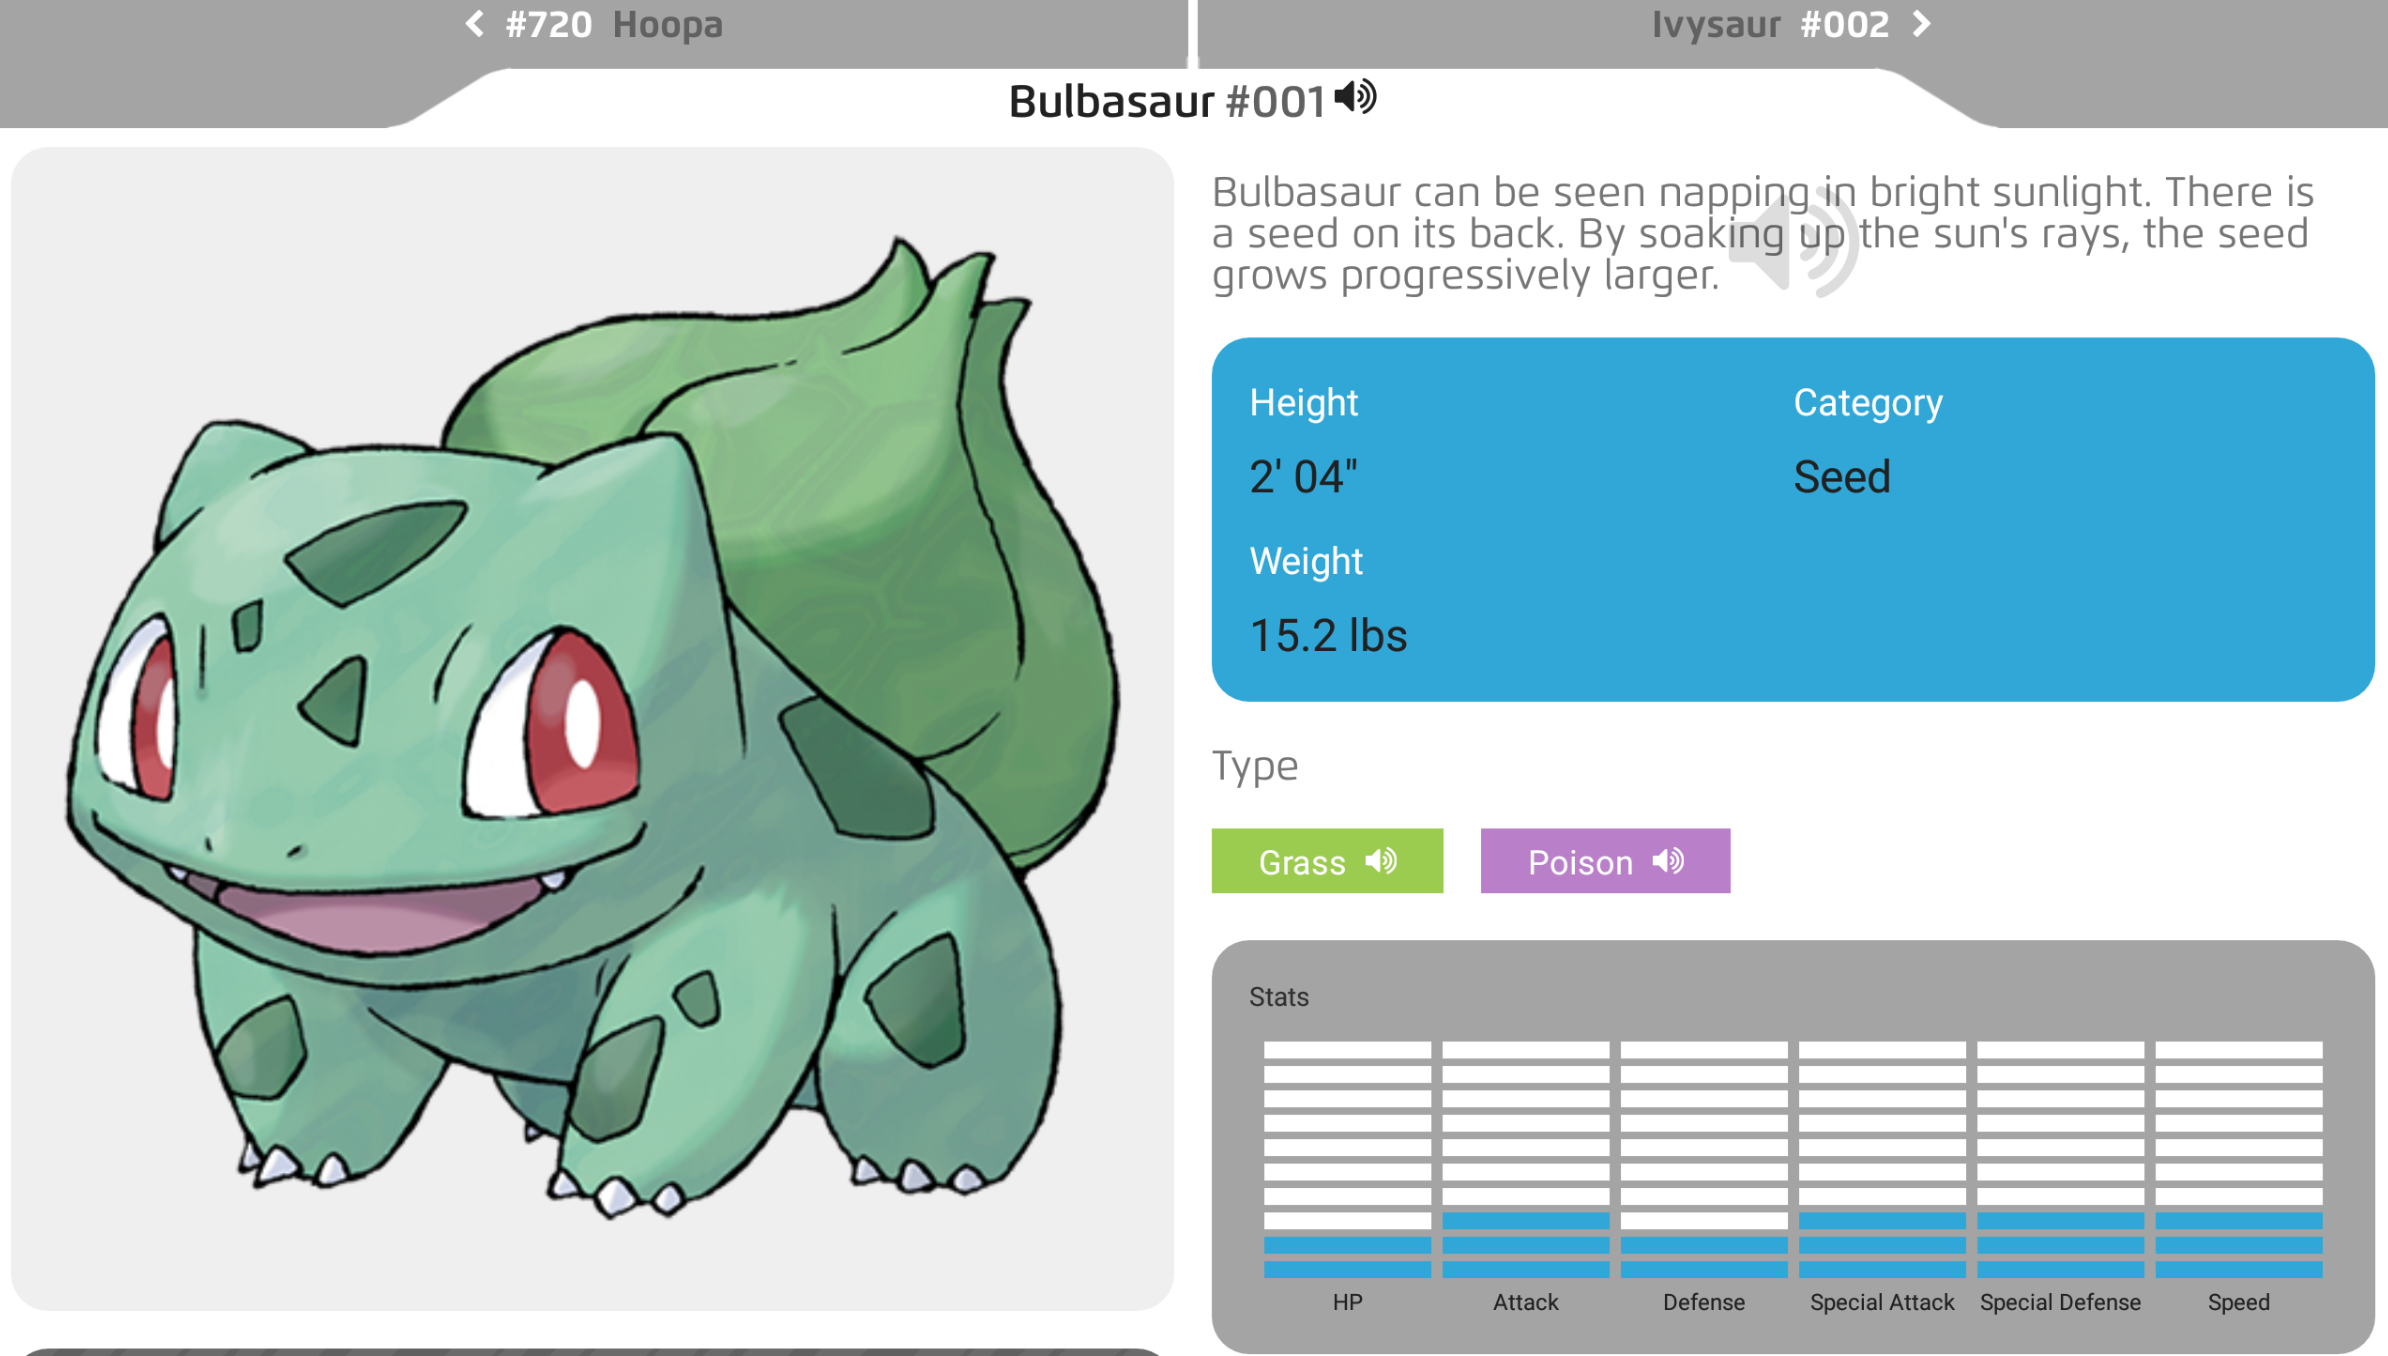 #720 Hoopa
Ivysaur #002
Bulbasaur #001
Bulbasaur can be seen napping in bright sunlight. There is
a seed on its back. By soaking up the sun's rays, the seed
grows progressively larger.
Height
2' 04"
Weight
15.2 lbs
Category
Seed
Type
Grass
Poison
Stats
HP
Attack
Defense
Special Attack
Special Defense
Speed